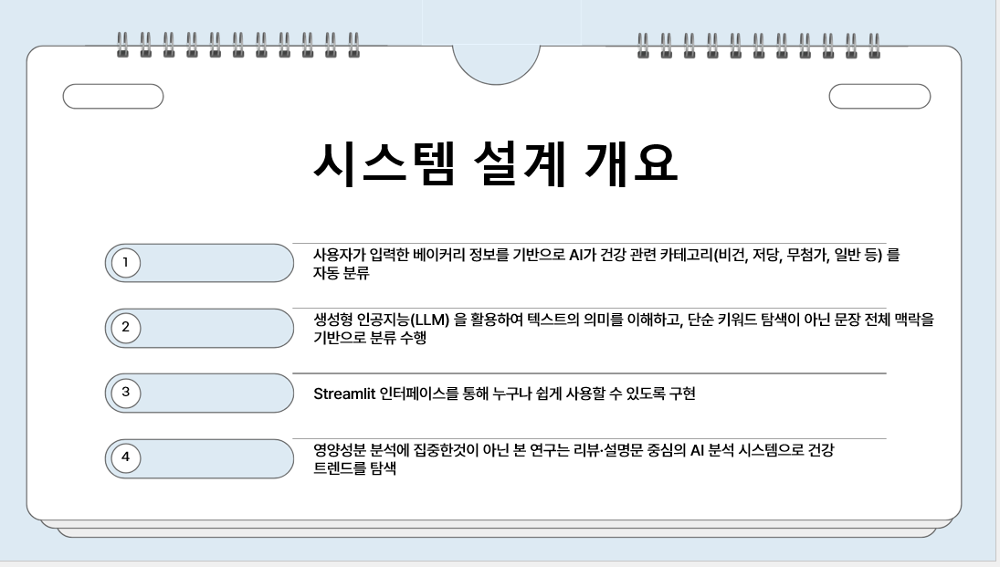 시스템 설계 개요
1
사용자가 입력한 베이커리 정보를 기반으로 AI가 건강 관련 카테고리(비건, 저당, 무첨가, 일반 등) 를
자동 분류
2
생성형 인공지능(LLM) 을 활용하여 텍스트의 의미를 이해하고, 단순 키워드 탐색이 아닌 문장 전체 맥락을
기반으로 분류 수행
3
Streamlit 인터페이스를 통해 누구나 쉽게 사용할 수 있도록 구현
4
영양성분 분석에 집중한것이 아닌 본 연구는 리뷰·설명문 중심의 AI 분석 시스템으로 건강
트렌드를 탐색